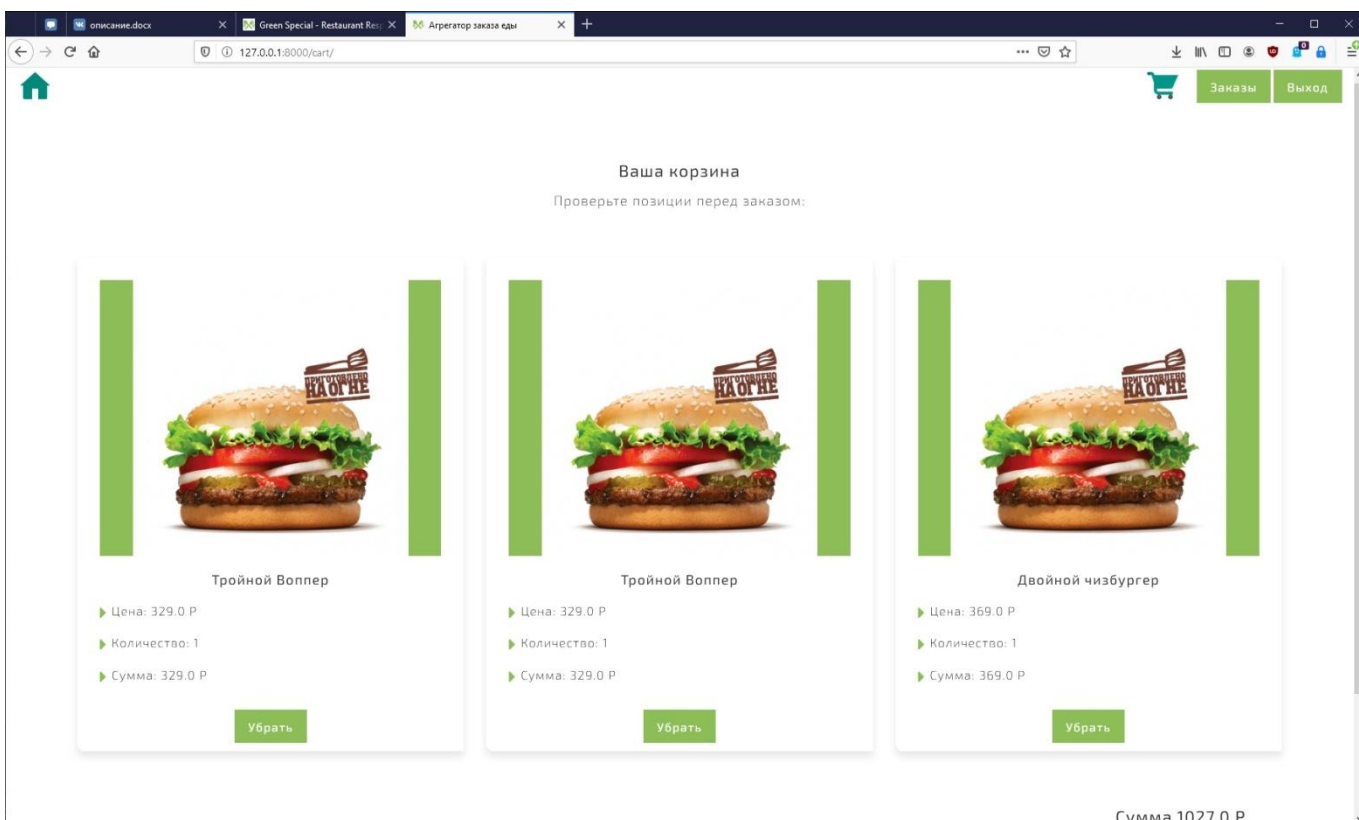 описание.docx
Green Special - Restaurant Res
Агрегатор заказа еды
127.0.0.1:8000/cart/
0
Заказы
Выход
Ваша корзина
Проверьте позиции перед заказом:
ПРИГОТОВЛЕНО
НА ОГНЕ
ПРИГОТОВЛЕНО
НА ОГНЕ
ПРИГОТОВЛЕНО
НА ОГНЕ
Тройной Воппер
Тройной Воппер
Двойной чизбургер
Цена: 329.0 Р
Цена: 329.0 Р
Цена: 369.0 Р
Количество: 1
Количество: 1
Количество: 1
Сумма: 329.0 Р
Сумма: 329.0 Р
Сумма: 369.0 Р
Убрать
Убрать
Убрать
Сумма 1027.0 Р